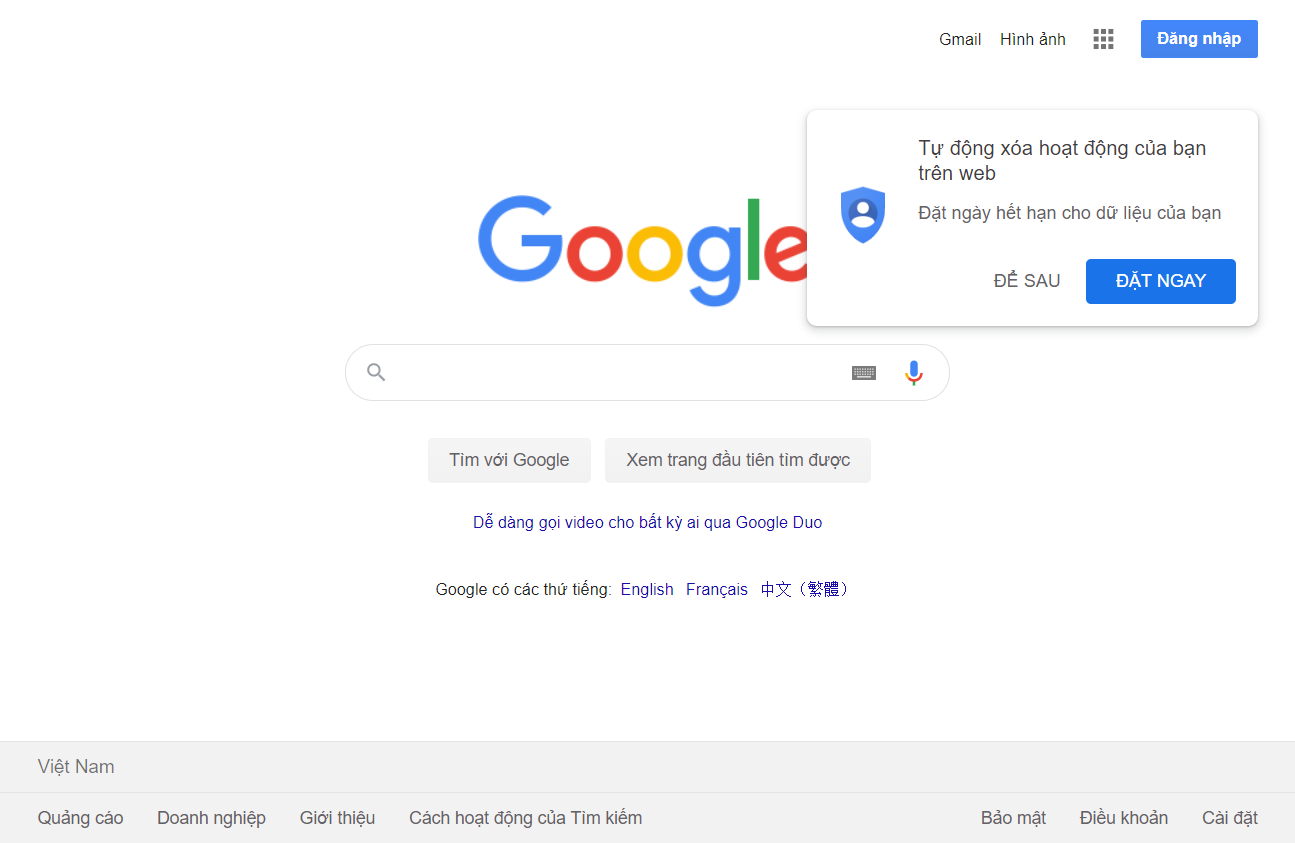 Gmail Hình ảnh Đăng nhập
Tự động xóa hoạt động của bạn
trên web
Đặt ngày hết hạn cho dữ liệu của bạn
ĐỂ SAU ĐẶT NGAY
Google
Tìm với Google Xem trang đầu tiên tìm được
Dễ dàng gọi video cho bất kỳ ai qua Google Duo
Google có các thứ tiếng: English Français 中文（繁體）
Việt Nam
Quảng cáo Doanh nghiệp Giới thiệu Cách hoạt động của Tìm kiếm Bảo mật Điều khoản Cài đặt